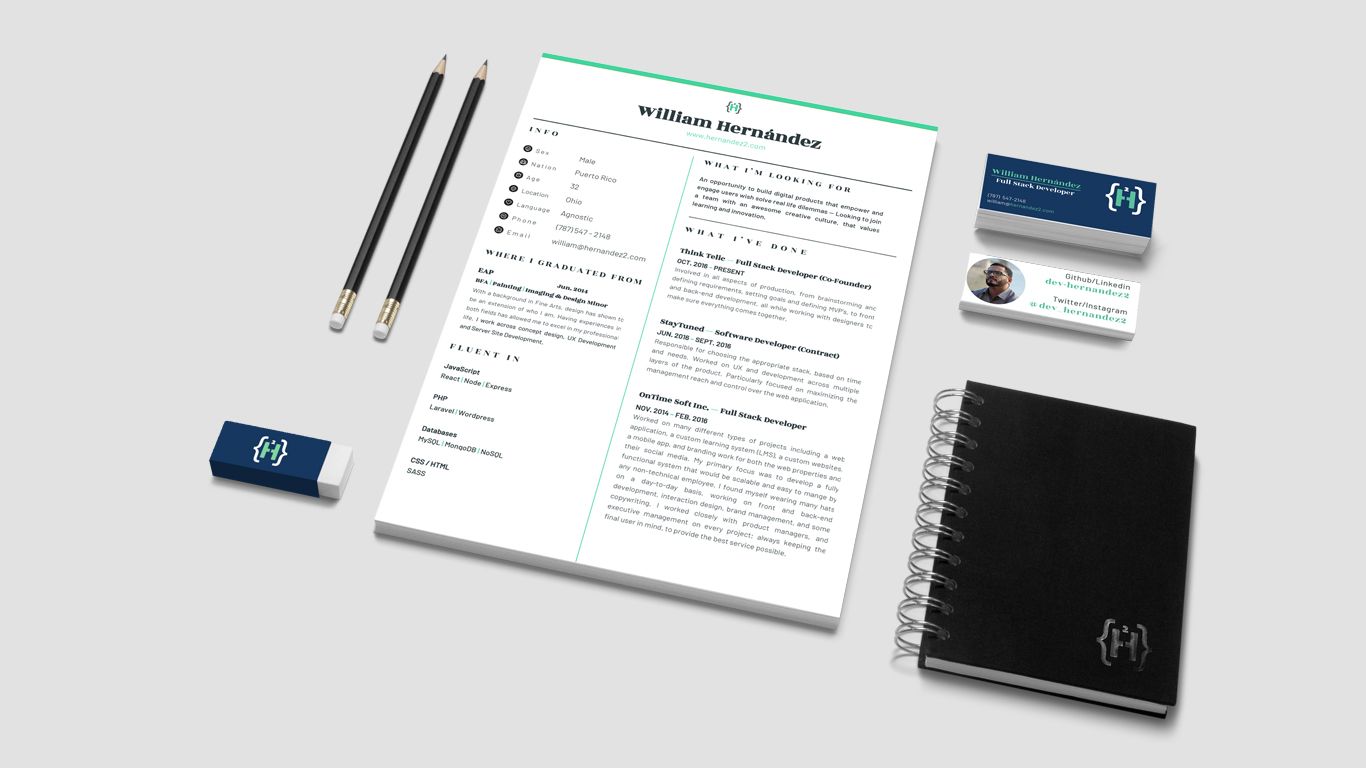 William Hernández
www.hernandez2.com
INFO
Sex Male
Nation Puerto Rico
Age 32
Location Ohio
Language Agnostic
Phone (787)547 - 2148
Email william@hernandez2.com
WHERE I GRADUATED FROM
EAP Jun. 2014
BFA | Painting | Imaging & Design Minor
With a background in Fine Arts, design has shown to
be an extension of who I am. Having experiences in
both fields has allowed me to excel in my professional
life. I work across concept design, UX Development
and Server Site Development.
FLUENT IN
JavaScript
React | Node | Express
PHP
Laravel | Wordpress
Databases
MySQL | MongoDB | NoSQL
CSS / HTML
SASS
WHAT I'M LOOKING FOR
An opportunity to build digital products that empower and
engage users wish solve real life dilemmas – Looking to join
a team with an awesome creative culture, that values
learning and innovation.
WHAT I'VE DONE
Think Telle — Full Stack Developer (Co-Founder)
OCT. 2016 - PRESENT
Involved in all aspects of production, from brainstorming anc
defining requirements, setting goals and defining MVP's, to front
and back-end development, all while working with designers to
make sure everything comes together.
StayTuned — Software Developer (Contract)
JUN. 2016 - SEPT. 2016
Responsible for choosing the appropriate stack, based on time
and needs. Worked on UX and development across multiple
layers of the product. Particularly focused on maximizing the
management reach and control over the web application.
OnTime Soft Inc. — Full Stack Developer
NOV. 2014 - FEB. 2016
Worked on many different types of projects including a web
application, a custom learning system (LMS), a custom websites,
a mobile app, and branding work for both the web properties and
their social media. My primary focus was to develop a fully
functional system that would be scalable and easy to mange by
any non-technical employee. I found myself wearing many hats
on a day-to-day basis, working on front and back-end
development, interaction design, brand management, and some
copywriting. I worked closely with product managers, and
executive management on every project; always keeping the
final user in mind, to provide the best service possible.
William Hernández
Full Stack Developer
(787) 547-2148
william@hernandez2.com
{H²}
Github/Linkedin
dev-hernandez2
Twitter/Instagram
@dev_hernandez2
{H²}
{H²}